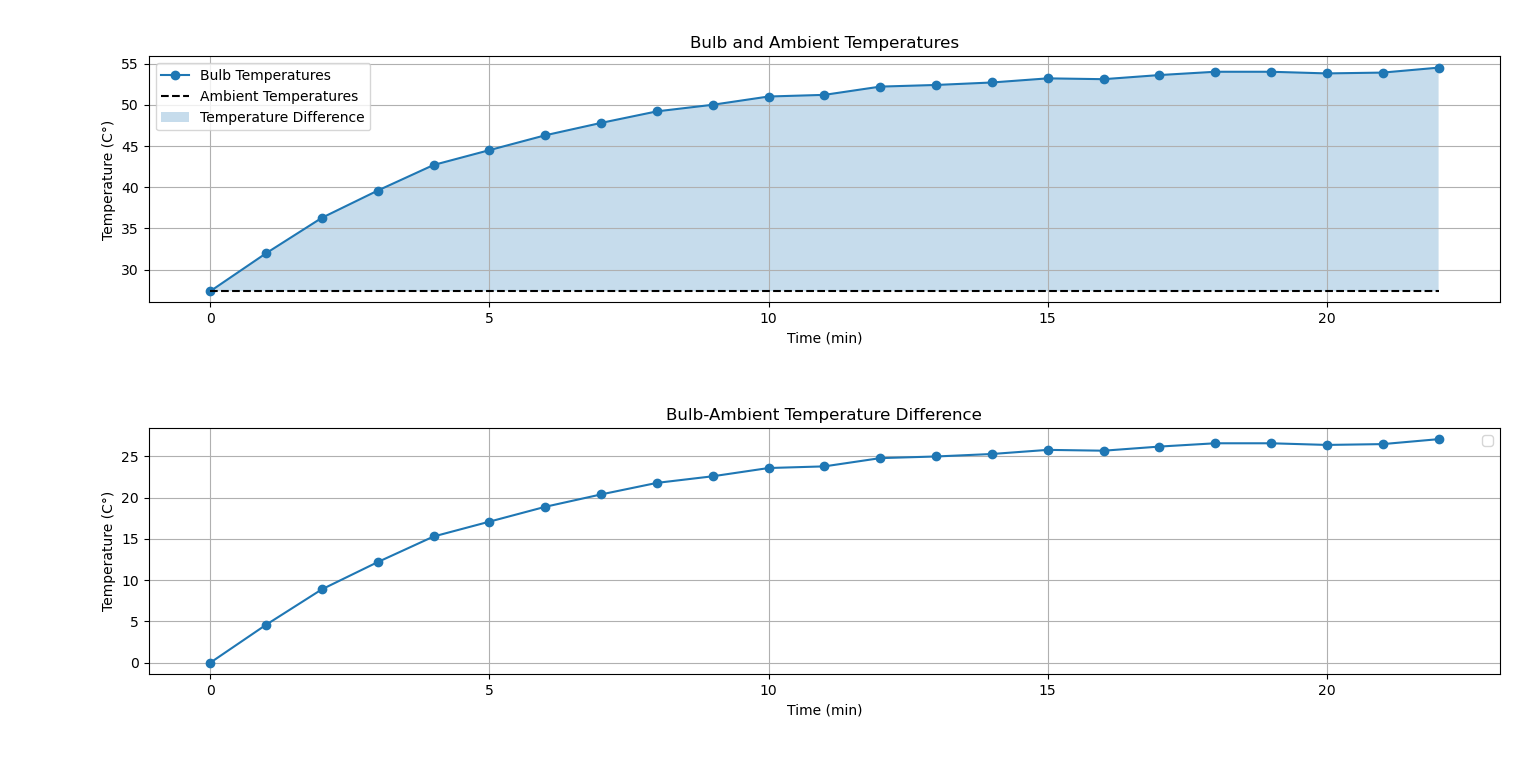 Bulb and Ambient Temperatures
Bulb Temperatures
Ambient Temperatures
Temperature Difference
Temperature (C°)
55
50
45
40
35
30
0 5 10 15 20
Time (min)
Bulb-Ambient Temperature Difference
Temperature (C°)
25
20
15
10
5
0
0 5 10 15 20
Time (min)